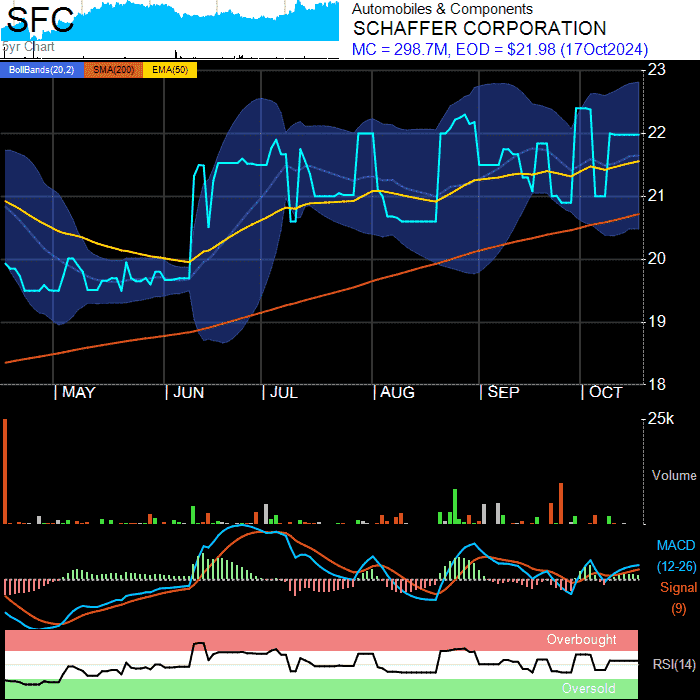 SFC
5yr Chart
Automobiles & Components
SCHAFFER CORPORATION
MC = 298.7M, EOD = $21.98 (17Oct2024)
BollBands(20,2) SMA(200) EMA(50)
23
22
21
20
19
18
MAY JUN JUL AUG SEP OCT
25k
Volume
MACD
(12-26)
Signal
(9)
Overbought
RSI(14)
Oversold